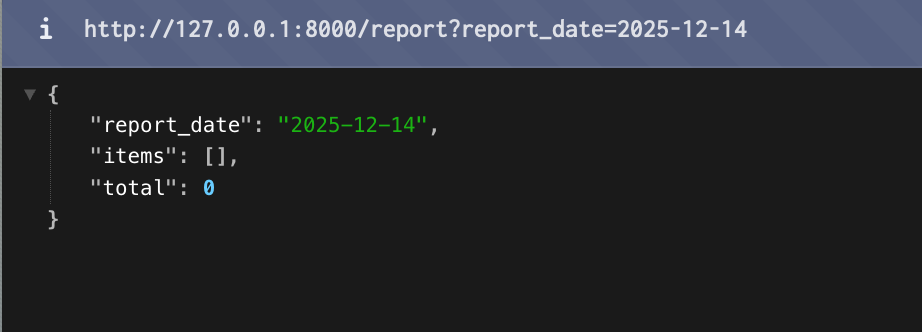 i http://127.0.0.1:8000/report?report_date=2025-12-14
{
"report_date": "2025-12-14",
"items": [],
"total": 0
}